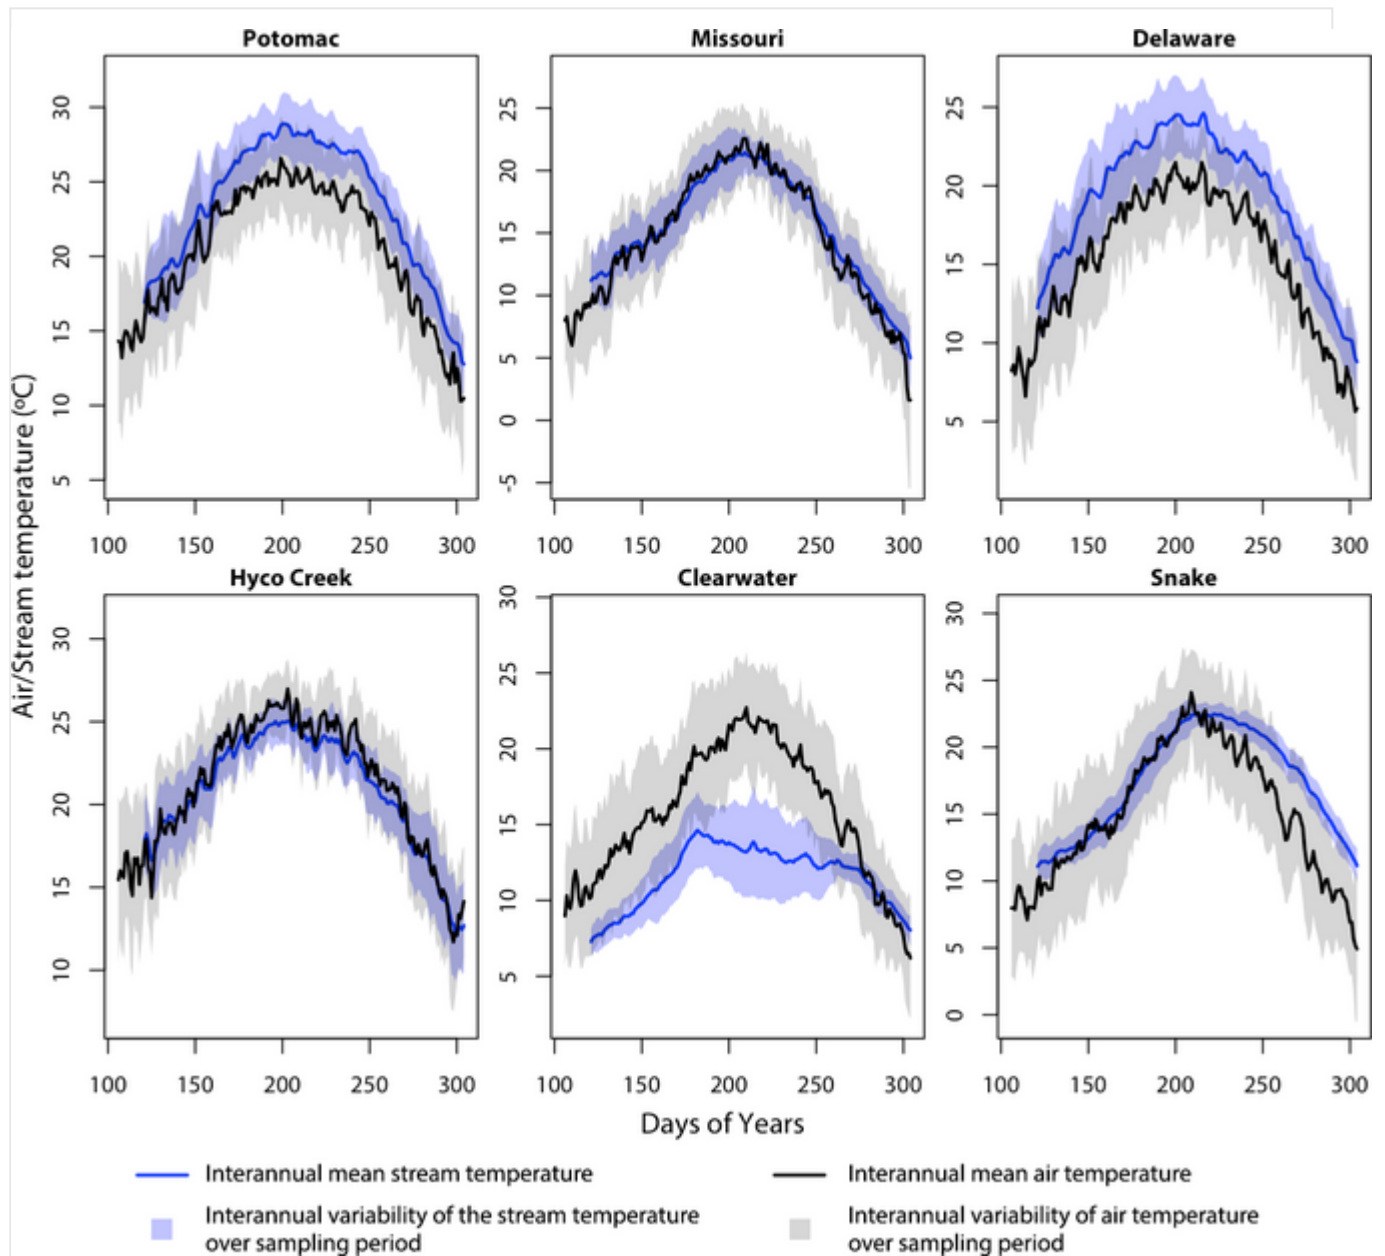 Potomac Missouri Delaware
30 25 20 15 10 5
25 20 15 10 5 0 -5
25 20 15 10 5
100 150 200 250 300 100 150 200 250 300 100 150 200 250 300
Hyco Creek Clearwater Snake
Air/Stream temperature (ºC)
30 25 20 15 10
30 25 20 15 10 5
30 25 20 15 10 5 0
100 150 200 250 300 100 150 200 250 300 100 150 200 250 300
Days of Years
Interannual mean stream temperature
Interannual mean air temperature
Interannual variability of the stream temperature
over sampling period
Interannual variability of air temperature
over sampling period